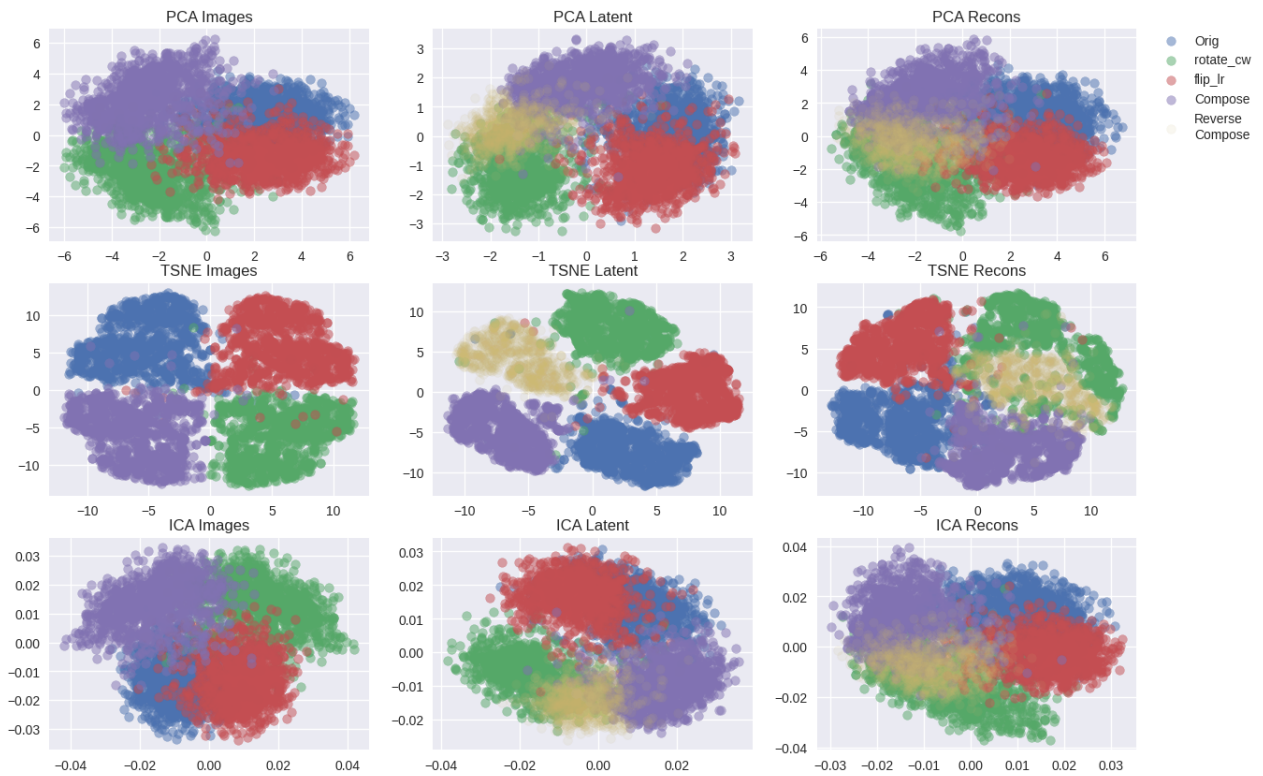 PCA Images PCA Latent PCA Recons
6 4 2 0 −2 −4 −6
3 2 1 0 −1 −2 −3
6 4 2 0 −2 −4 −6
Orig
rotate_cw
flip_lr
Compose
Reverse
Compose
−6 −4 −2 0 2 4 6 −3 −2 −1 0 1 2 3 −6 −4 −2 0 2 4 6
TSNE Images TSNE Latent TSNE Recons
10 5 0 −5 −10
10 5 0 −5 −10
10 5 0 −5 −10
−10 −5 0 5 10 −10 −5 0 5 10 −10 −5 0 5 10
ICA Images ICA Latent ICA Recons
0.03 0.02 0.01 0.00 −0.01 −0.02 −0.03
0.03 0.02 0.01 0.00 −0.01 −0.02
0.04 0.02 0.00 −0.02 −0.04
−0.04 −0.02 0.00 0.02 0.04 −0.04 −0.02 0.00 0.02 −0.03 −0.02 −0.01 0.00 0.01 0.02 0.03